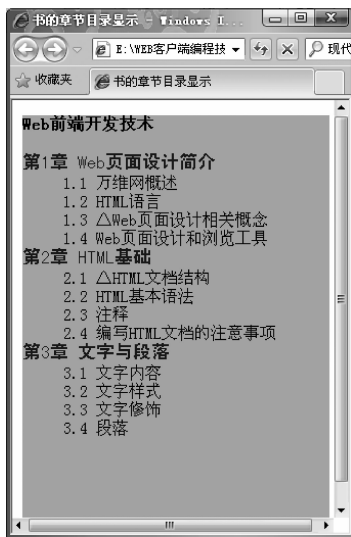 书的章节目录显示 - Windows I...
E:\WEB客户端编程技
现代
收藏夹
书的章节目录显示
Web前端开发技术
第1章 Web页面设计简介
1.1 万维网概述
1.2 HTML语言
1.3 △Web页面设计相关概念
1.4 Web页面设计和浏览工具
第2章 HTML基础
2.1 △HTML文档结构
2.2 HTML基本语法
2.3 注释
2.4 编写HTML文档的注意事项
第3章 文字与段落
3.1 文字内容
3.2 文字样式
3.3 文字修饰
3.4 段落